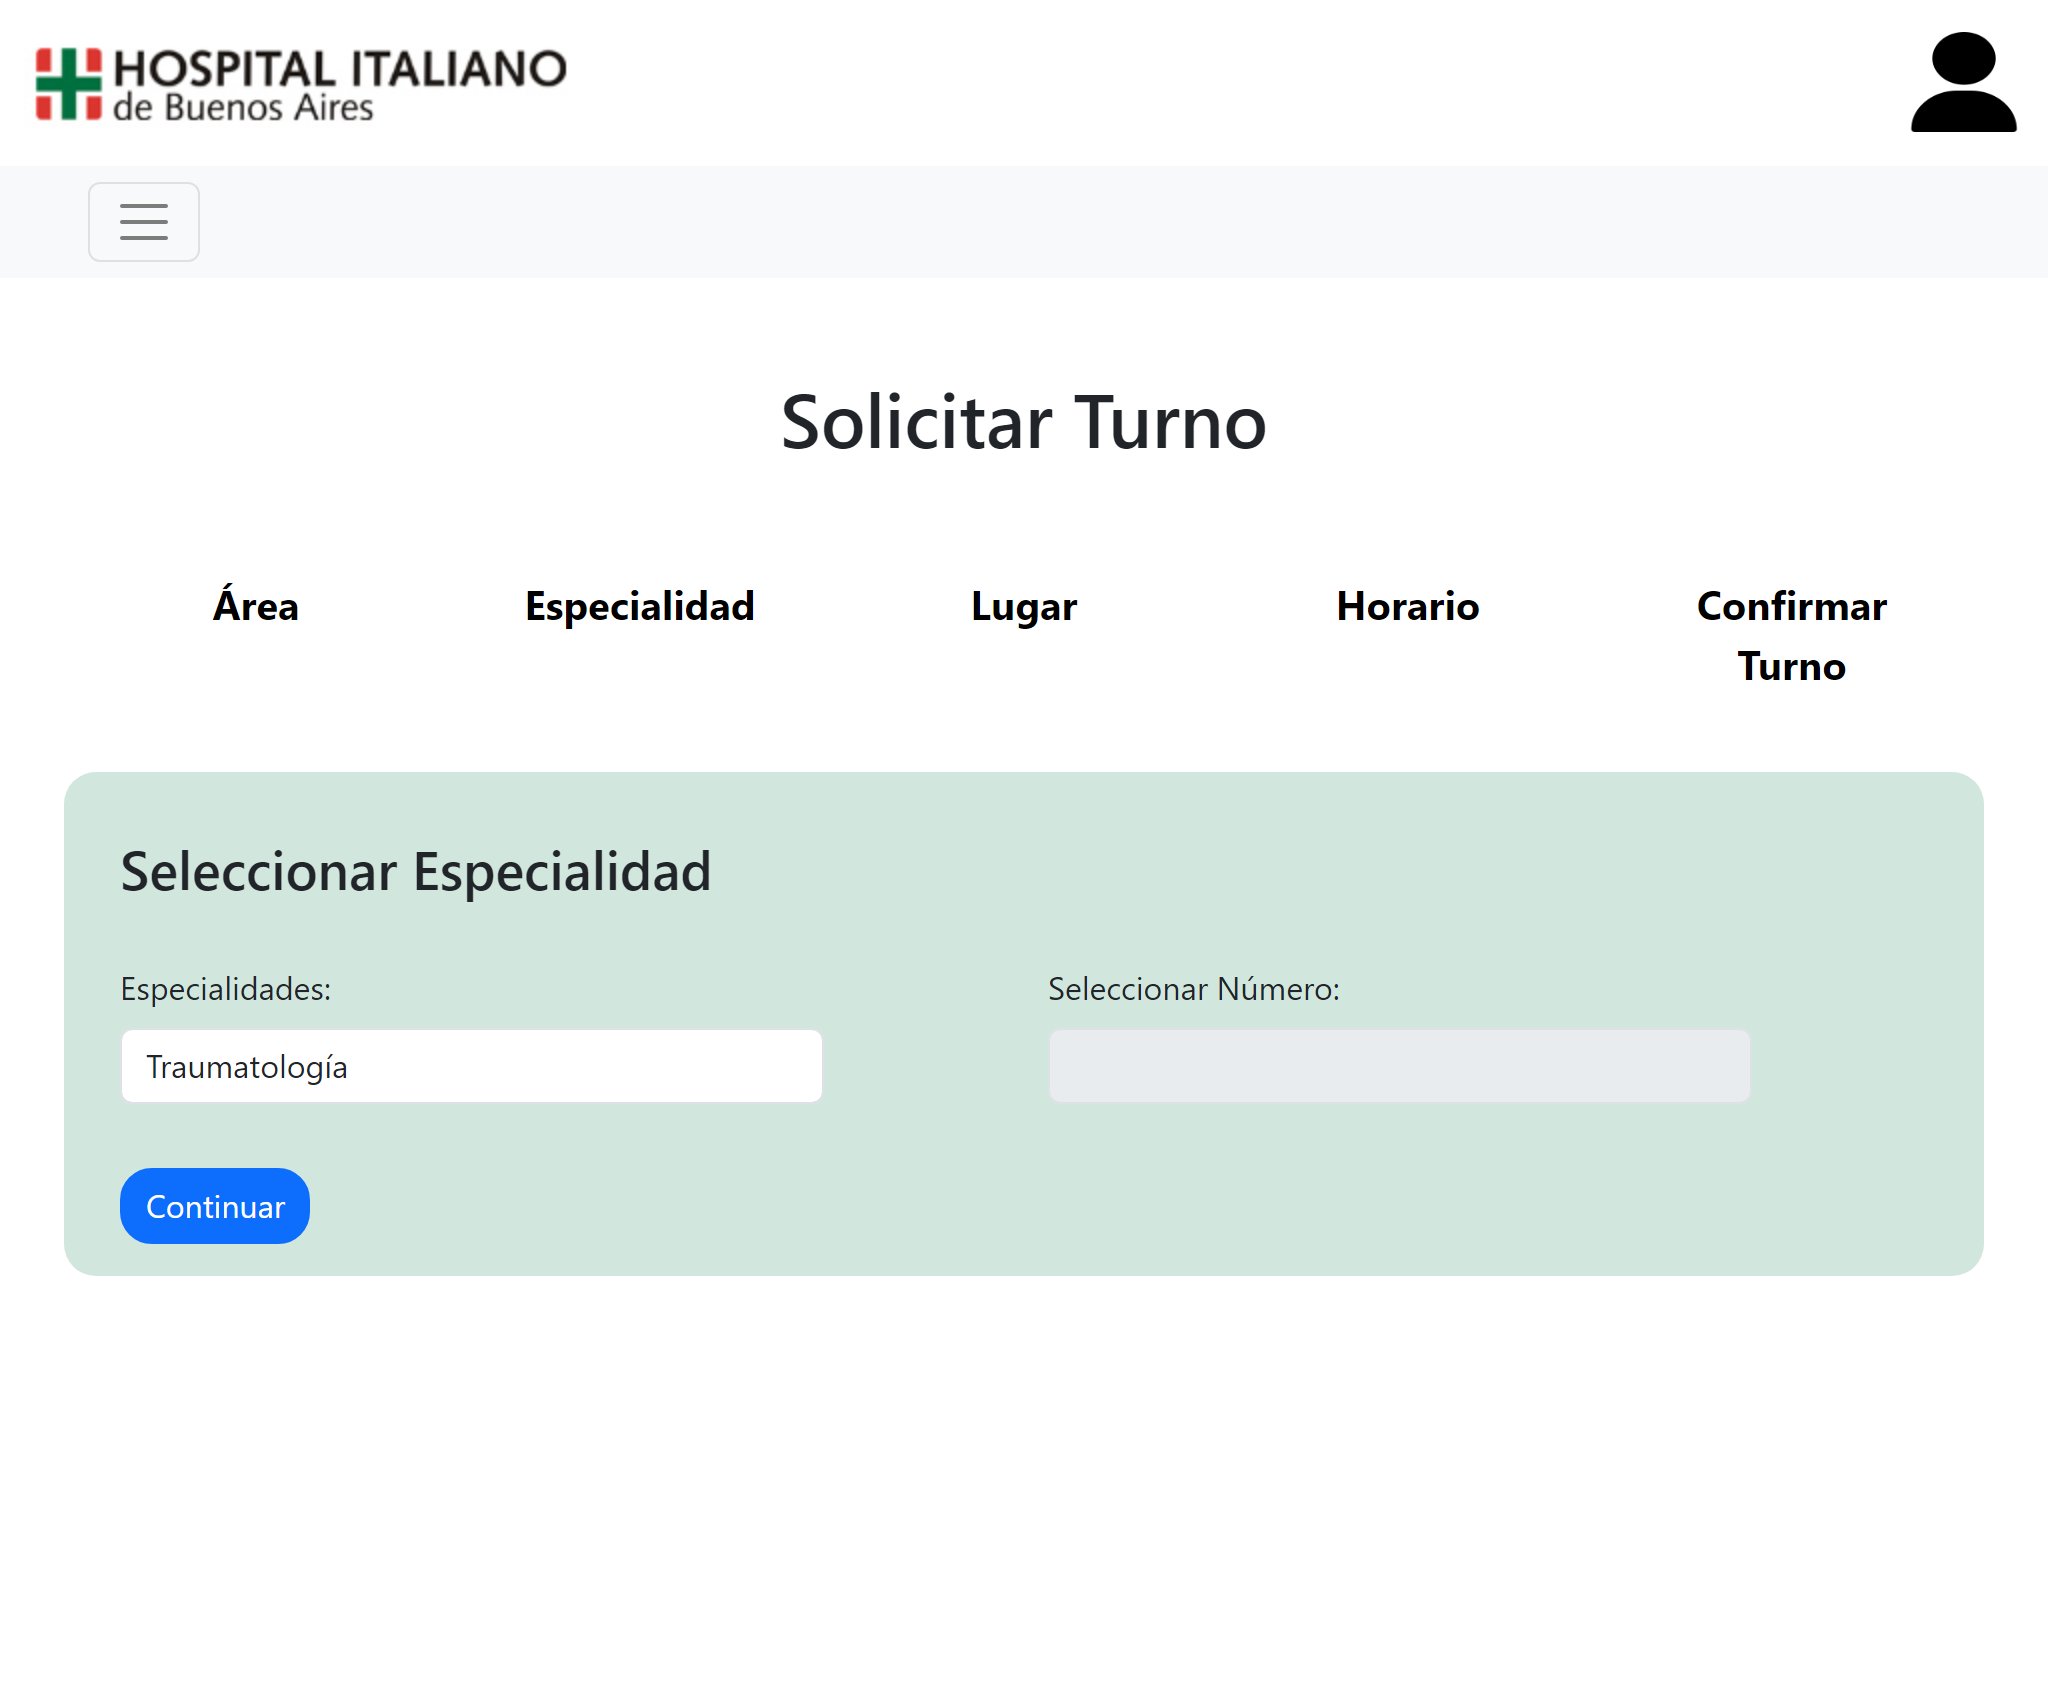 HOSPITAL ITALIANO
de Buenos Aires
Solicitar Turno
Área
Especialidad
Lugar
Horario
Confirmar
Turno
Seleccionar Especialidad
Especialidades:
Seleccionar Número:
Traumatología
Continuar